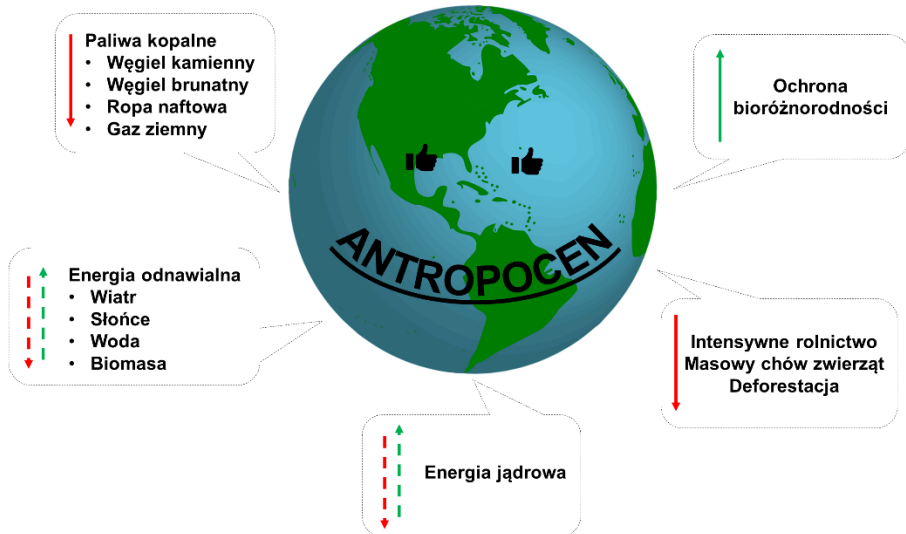 Paliwa kopalne
• Węgiel kamienny
• Węgiel brunatny
• Ropa naftowa
• Gaz ziemny
Ochrona
bioróżnorodności
ANTROPOCEN
Energia odnawialna
• Wiatr
• Słońce
• Woda
• Biomasa
Intensywne rolnictwo
Masowy chów zwierząt
Deforestacja
Energia jądrowa